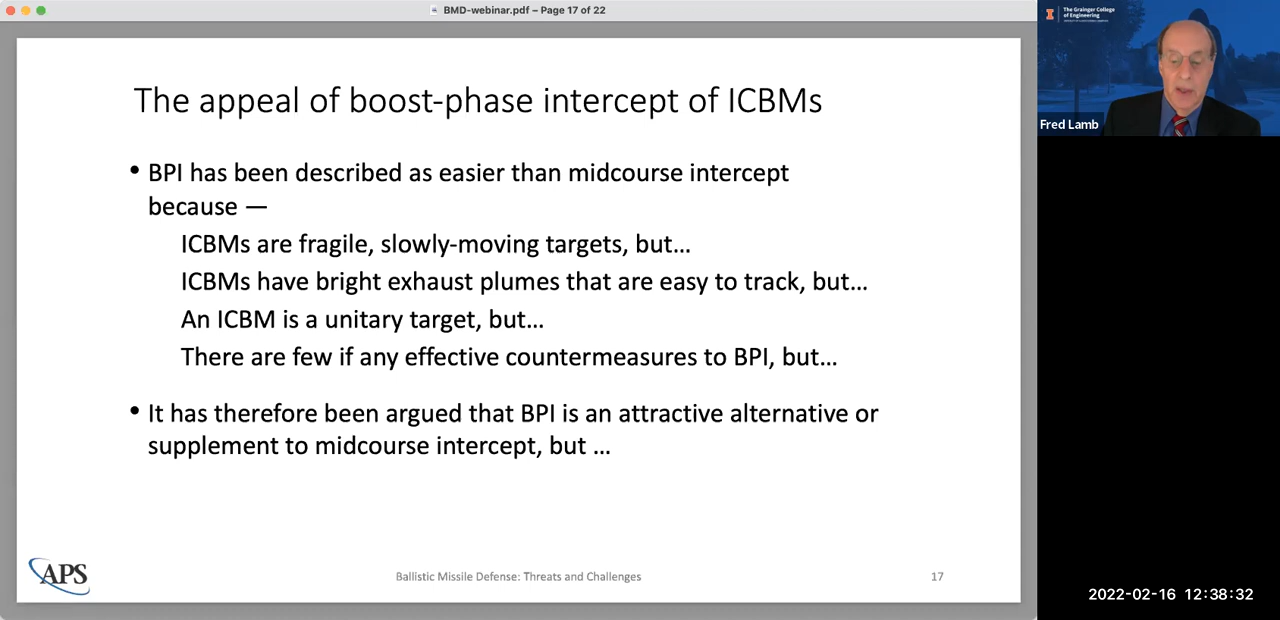 BMD-webinar.pdf – Page 17 of 22
The appeal of boost-phase intercept of ICBMs
• BPI has been described as easier than midcourse intercept
because —
ICBMs are fragile, slowly-moving targets, but…
ICBMs have bright exhaust plumes that are easy to track, but…
An ICBM is a unitary target, but…
There are few if any effective countermeasures to BPI, but…
• It has therefore been argued that BPI is an attractive alternative or
supplement to midcourse intercept, but …
APS
Ballistic Missile Defense: Threats and Challenges
17
I
The Grainger College
of Engineering
Fred Lamb
2022-02-16 12:38:32